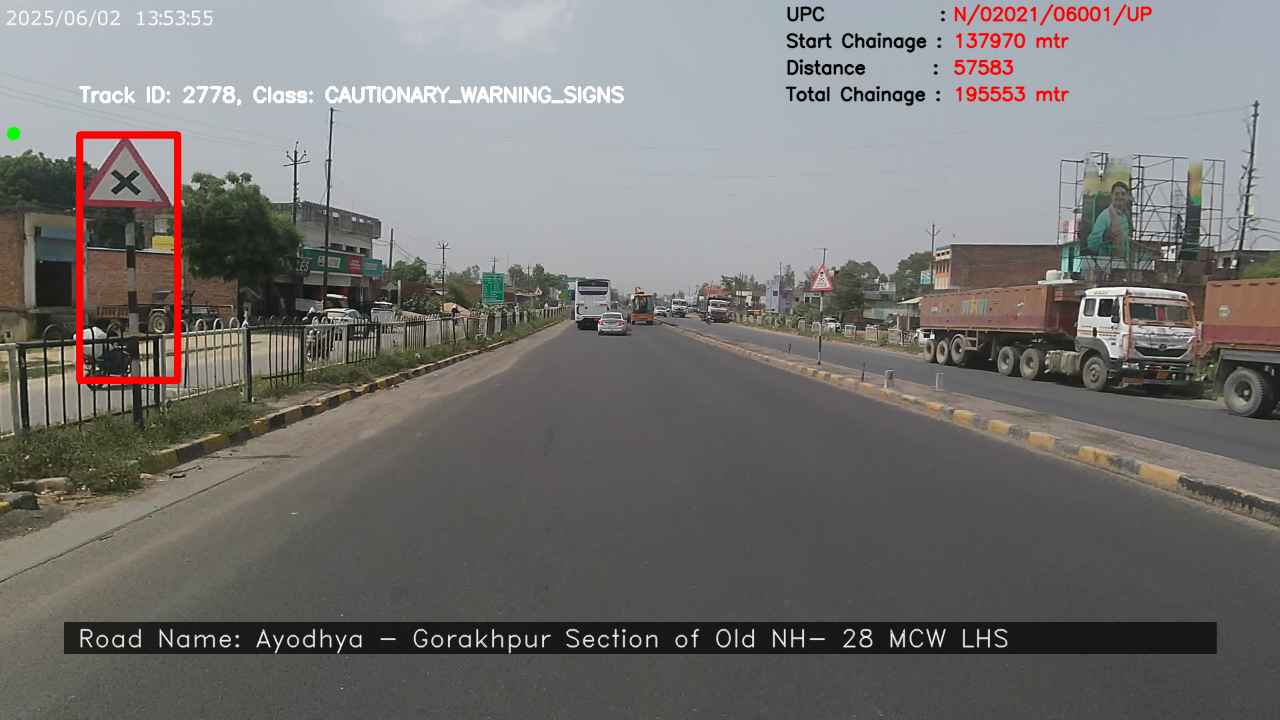 2025/06/02 13:53:55
UPC : N/02021/06001/UP
Start Chainage : 137970 mtr
Distance : 57583
Total Chainage : 195553 mtr
Track ID: 2778, Class: CAUTIONARY_WARNING_SIGNS
Road Name: Ayodhya - Gorakhpur Section of Old NH- 28 MCW LHS